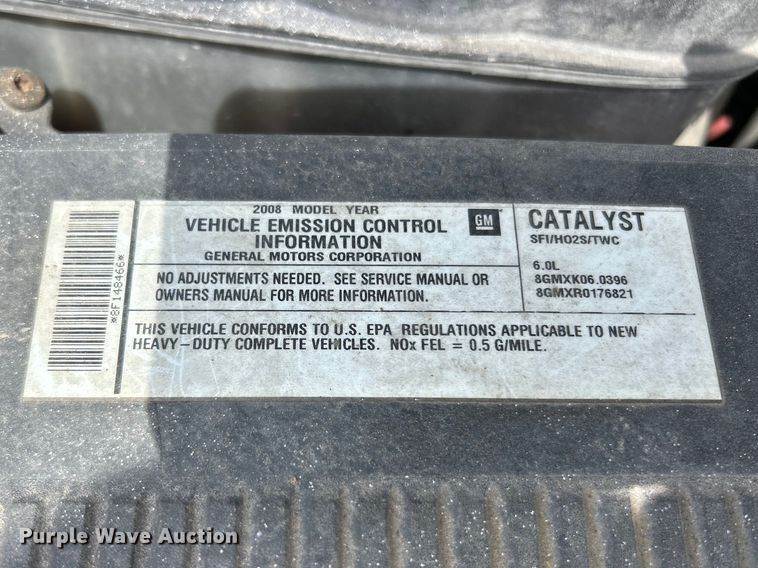 2008 MODEL YEAR
VEHICLE EMISSION CONTROL
INFORMATION
GENERAL MOTORS CORPORATION
GM
CATALYST
SFI/HO2S/TWC
6.0L
8GMXK06.0396
8GMXR0176821
NO ADJUSTMENTS NEEDED. SEE SERVICE MANUAL OR
OWNERS MANUAL FOR MORE INFORMATION.
THIS VEHICLE CONFORMS TO U.S. EPA REGULATIONS APPLICABLE TO NEW
HEAVY-DUTY COMPLETE VEHICLES. NOx FEL = 0.5 G/MILE.
*8F148466*
Purple Wave Auction